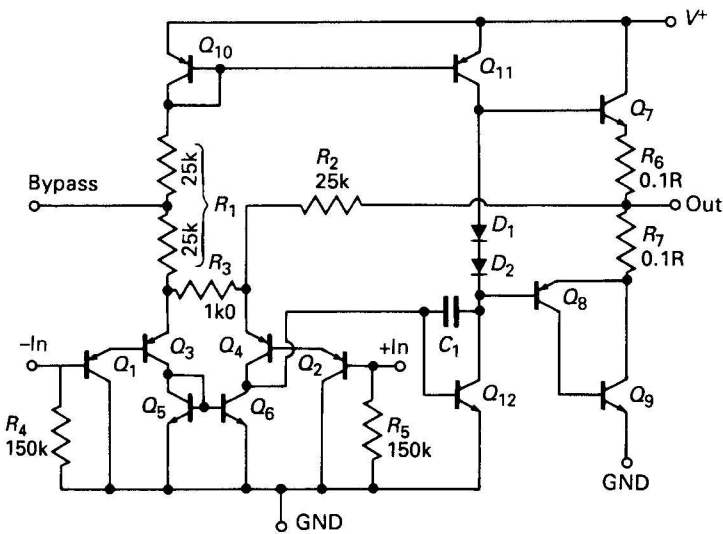 V+
Q10
Q11
Q7
R6
0.1R
Bypass
25k
R1
25k
R2
25k
Out
R7
0.1R
D1
D2
R3
1k0
–In
Q1
Q3
Q4
Q2
+In
C1
Q8
R4
150k
Q5
Q6
R5
150k
Q12
Q9
GND
GND